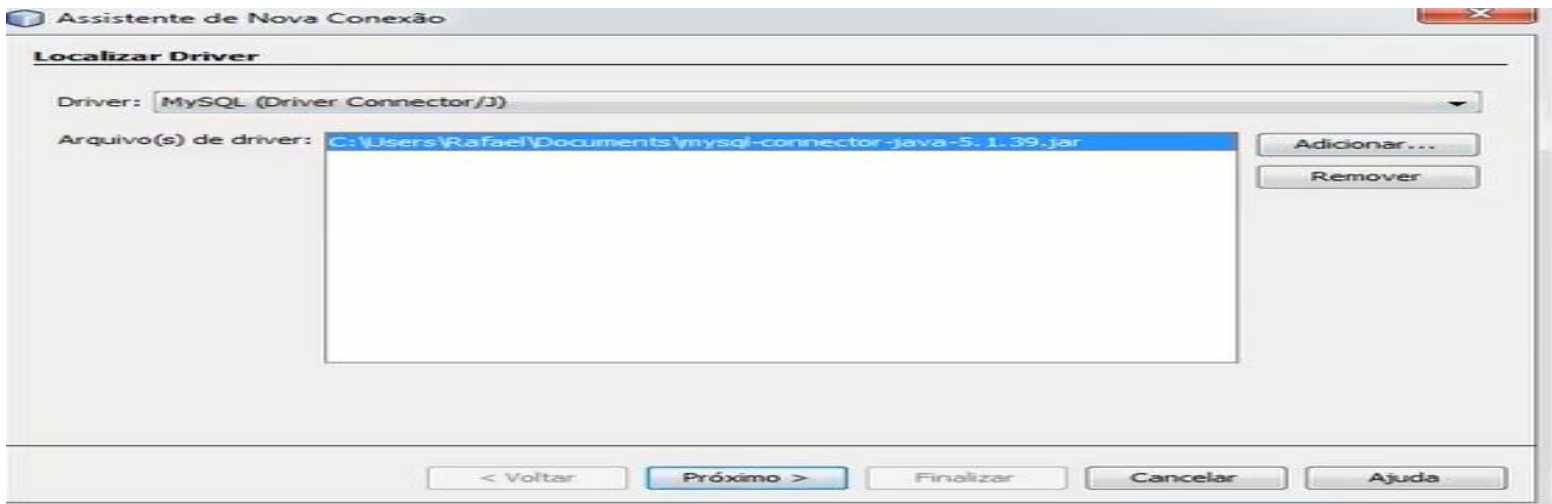 Assistente de Nova Conexão
Localizar Driver
Driver: MySQL (Driver Connector/J)
Arquivo(s) de driver: C:\Users\Rafael\Documents\mysql-connector-java-5.1.39.jar
Adicionar...
Remover
< Voltar
Próximo >
Finalizar
Cancelar
Ajuda